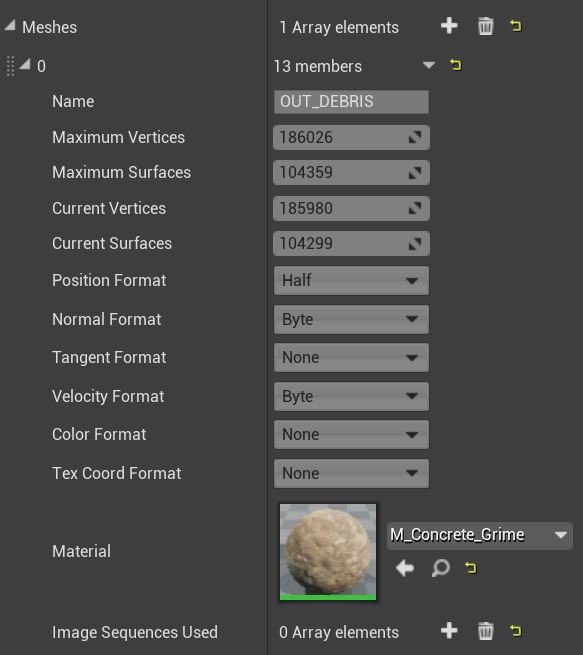 Meshes 1 Array elements
0 13 members
Name OUT_DEBRIS
Maximum Vertices 186026
Maximum Surfaces 104359
Current Vertices 185980
Current Surfaces 104299
Position Format Half
Normal Format Byte
Tangent Format None
Velocity Format Byte
Color Format None
Tex Coord Format None
Material M_Concrete_Grime
Image Sequences Used 0 Array elements